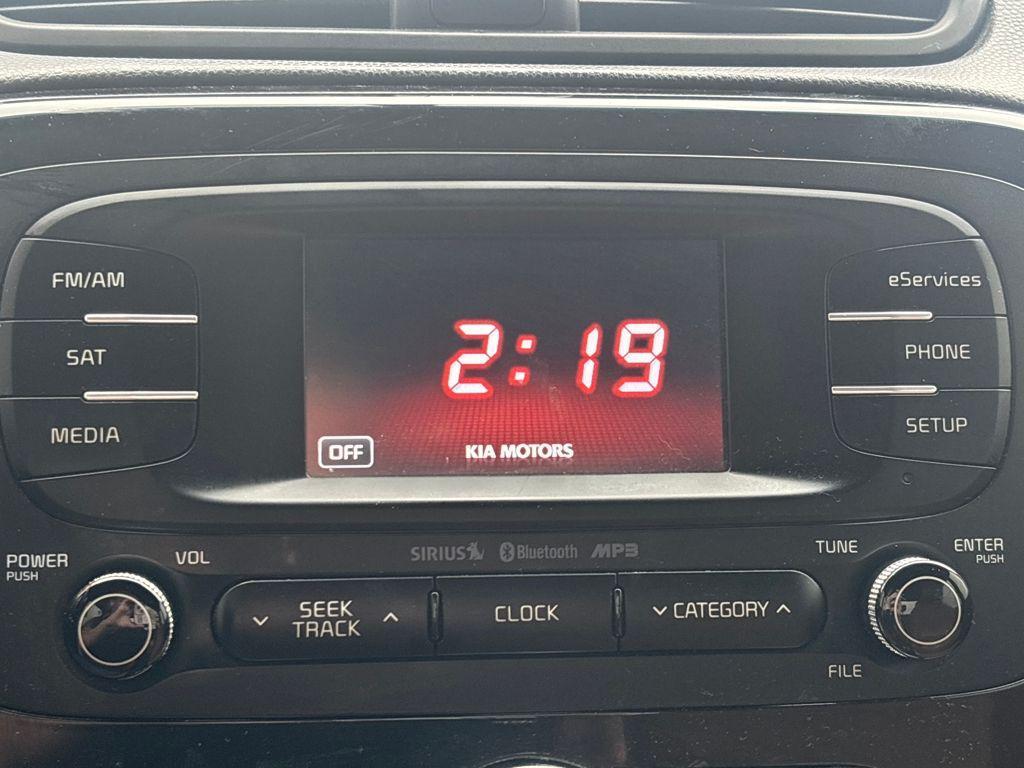 FM/AM
SAT
MEDIA
2:19
OFF
KIA MOTORS
eServices
PHONE
SETUP
POWER
PUSH
VOL
SIRIUS
Bluetooth
MP3
TUNE
ENTER
PUSH
SEEK
TRACK
CLOCK
CATEGORY
FILE